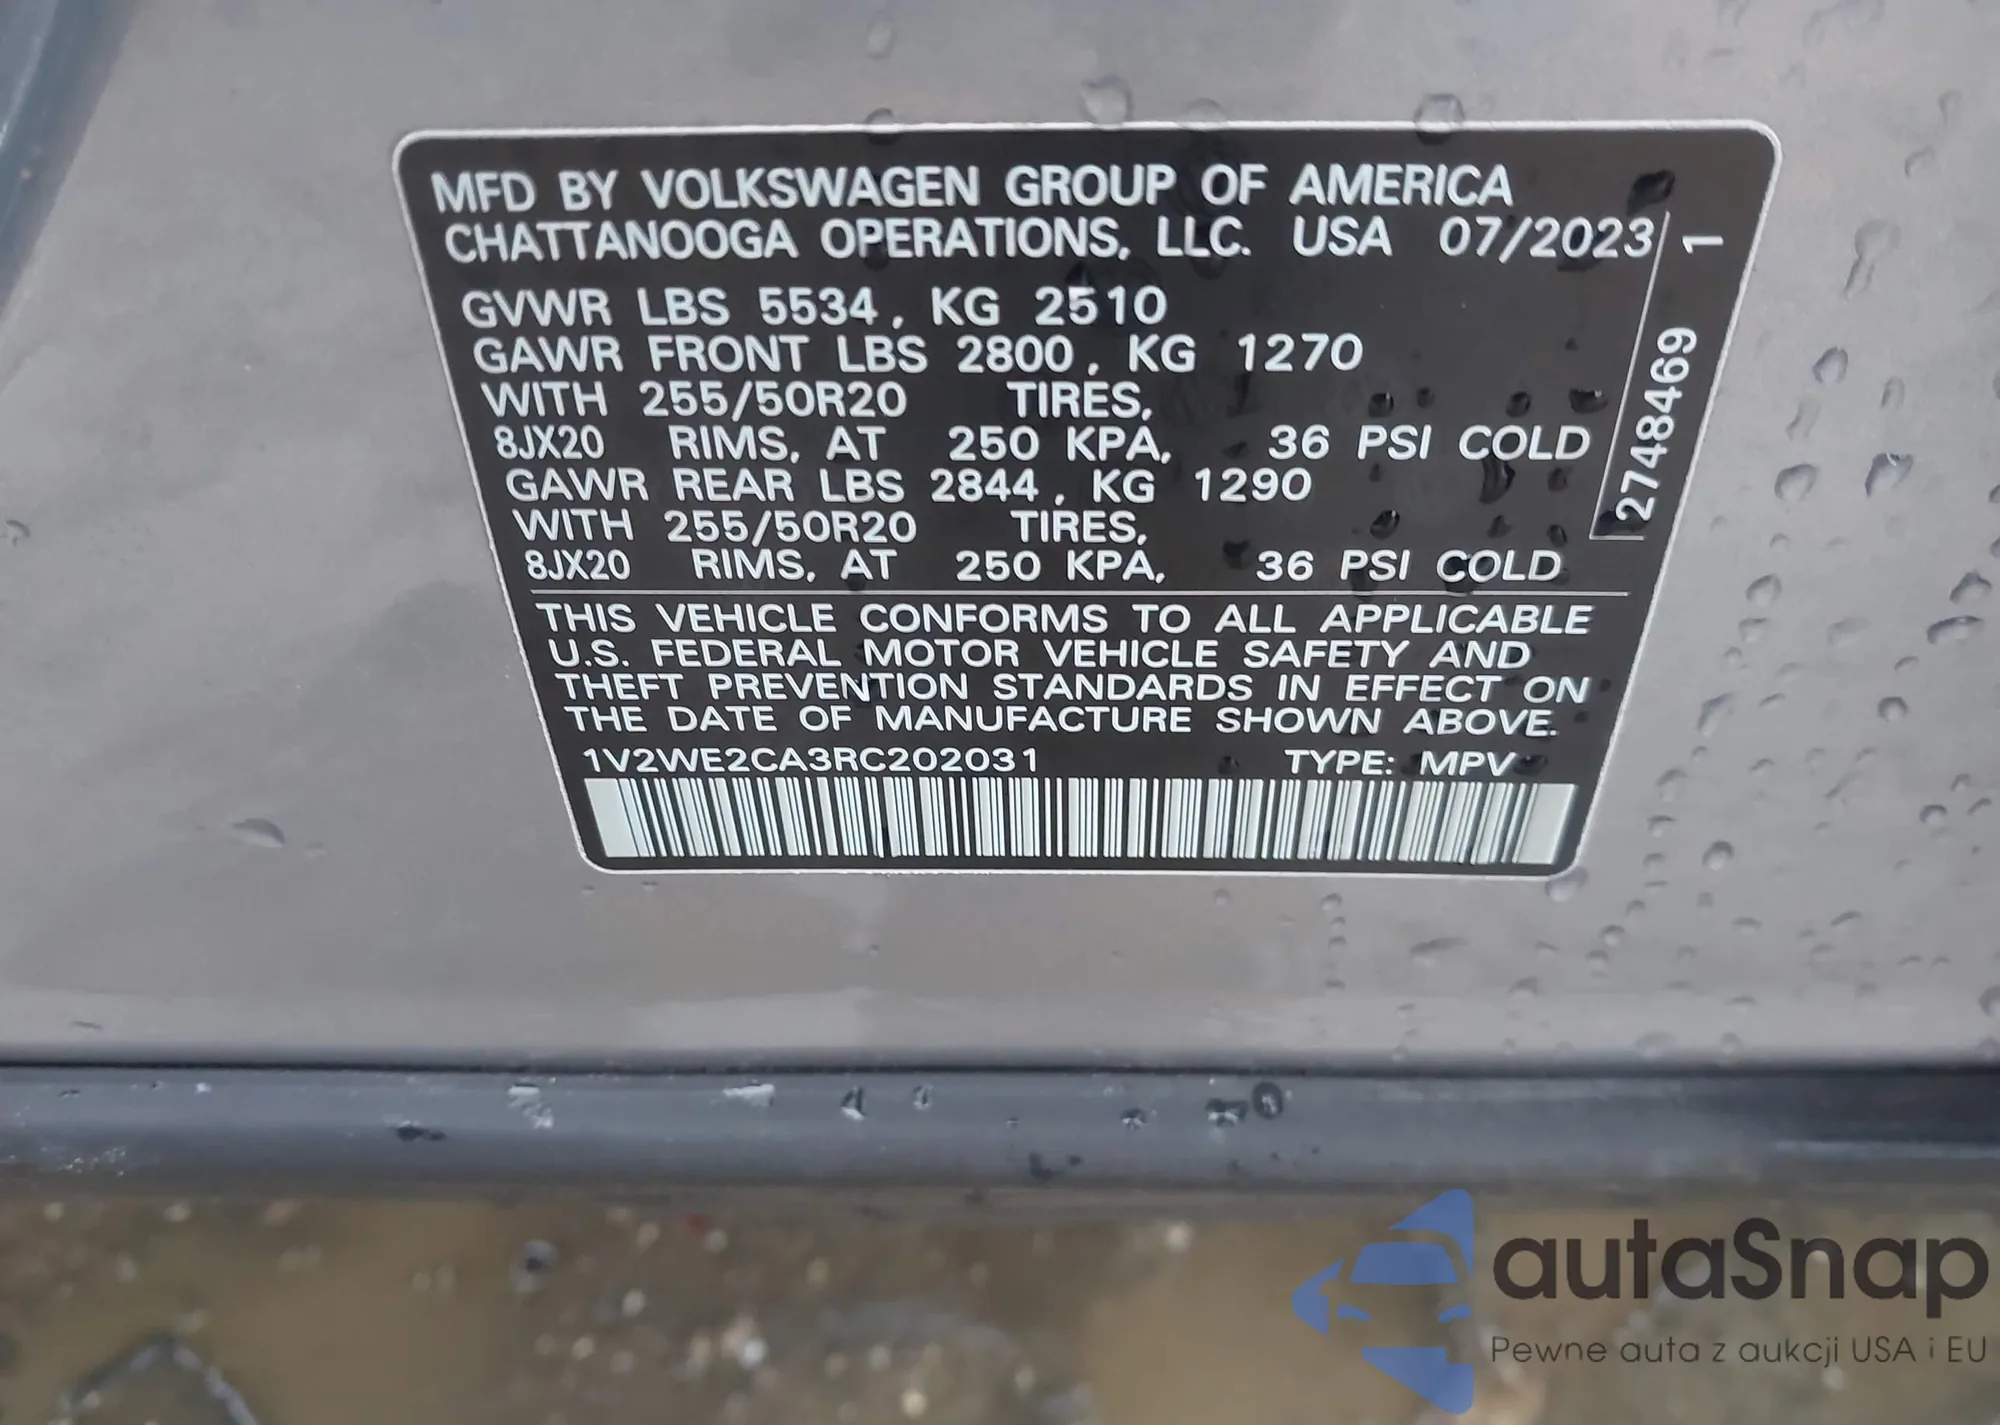 MFD BY VOLKSWAGEN GROUP OF AMERICA
CHATTANOOGA OPERATIONS, LLC. USA 07/2023
GVWR LBS 5534, KG 2510
GAWR FRONT LBS 2800, KG 1270
WITH 255/50R20 TIRES,
8JX20 RIMS, AT 250 KPA, 36 PSI COLD
GAWR REAR LBS 2844, KG 1290
WITH 255/50R20 TIRES,
8JX20 RIMS, AT 250 KPA, 36 PSI COLD
THIS VEHICLE CONFORMS TO ALL APPLICABLE
U.S. FEDERAL MOTOR VEHICLE SAFETY AND
THEFT PREVENTION STANDARDS IN EFFECT ON
THE DATE OF MANUFACTURE SHOWN ABOVE.
1V2WE2CA3RC202031 TYPE: MPV
27484469 1
autaSnap
Pewne auta z aukcji USA i EU